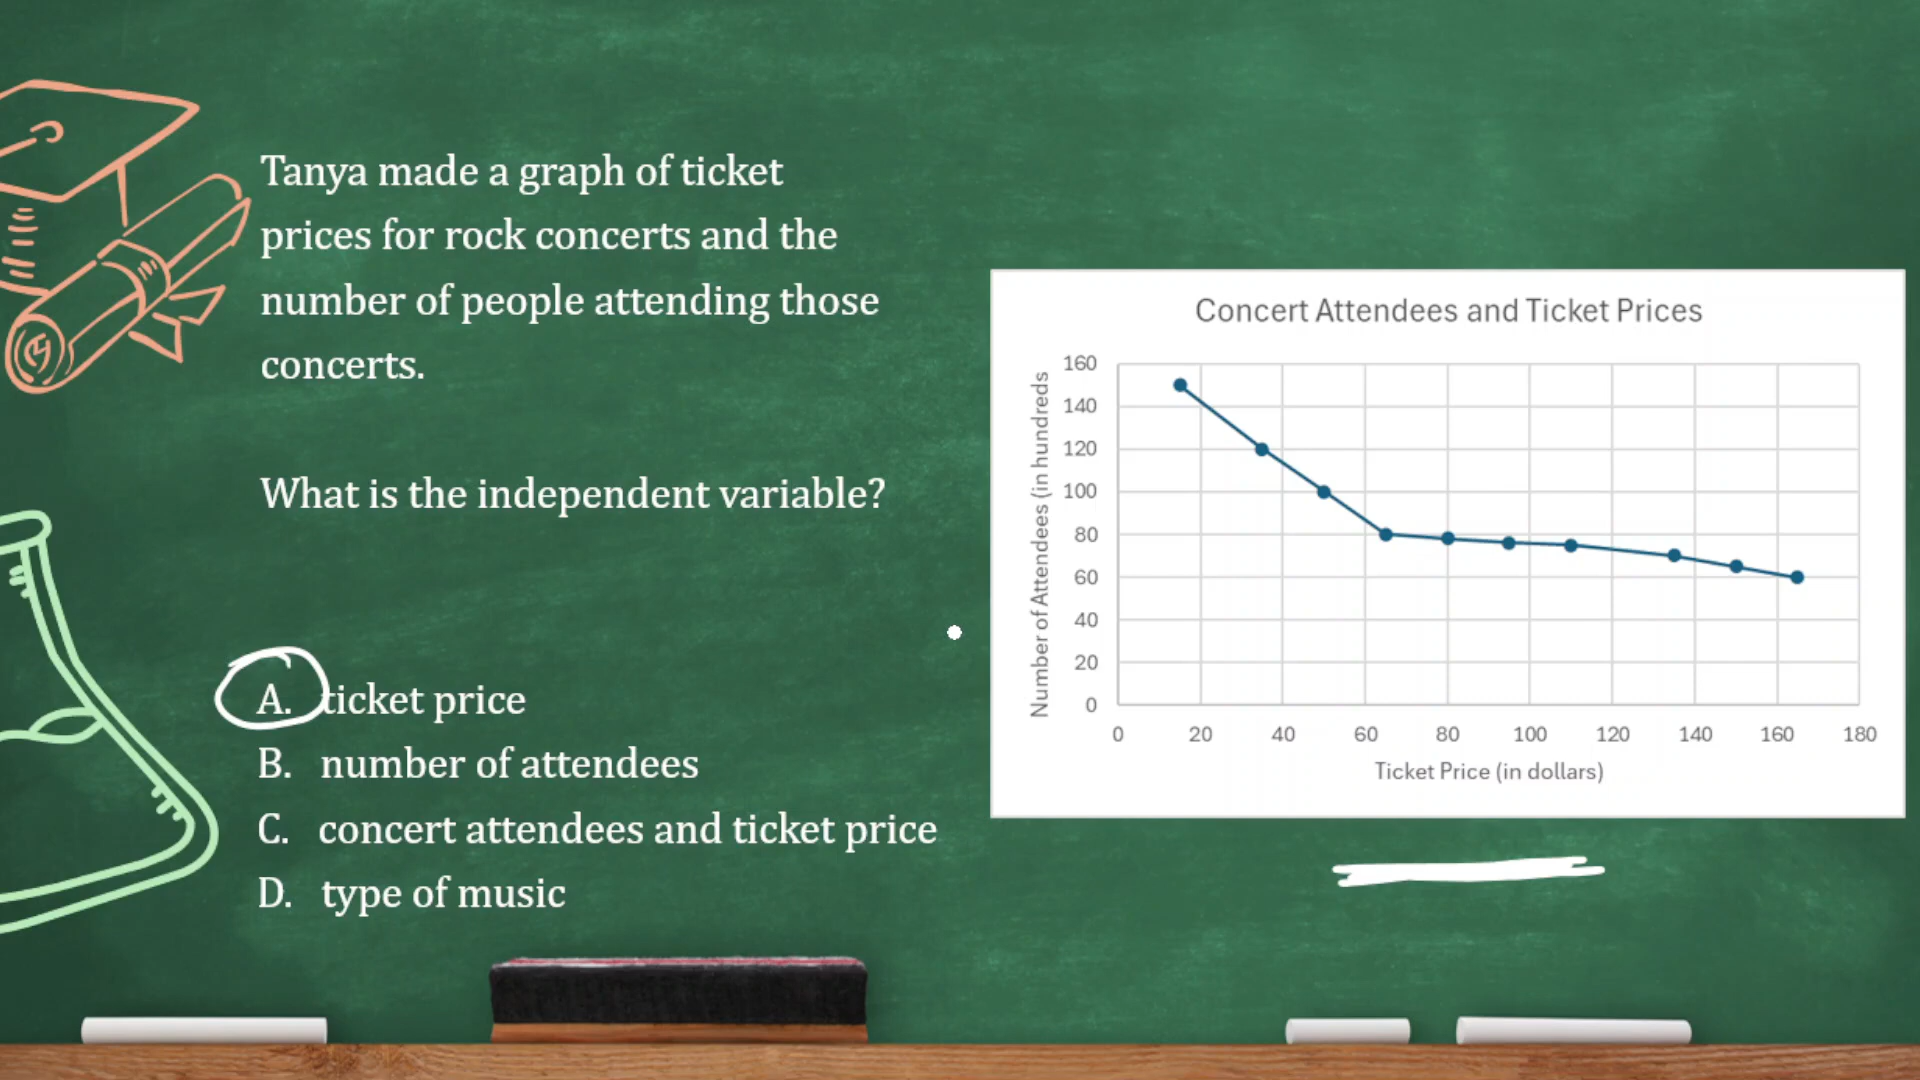 Tanya made a graph of ticket
prices for rock concerts and the
number of people attending those
concerts.
What is the independent variable?
A. ticket price
B. number of attendees
C. concert attendees and ticket price
D. type of music
Concert Attendees and Ticket Prices
Number of Attendees (in hundreds
160
140
120
100
80
60
40
20
0
0 20 40 60 80 100 120 140 160 180
Ticket Price (in dollars)